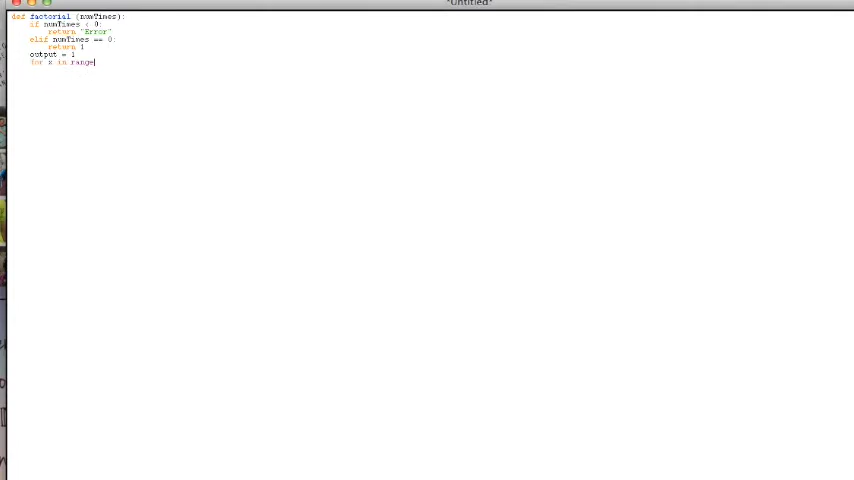 *Untitled*
def factorial (numTimes):
    if numTimes < 0:
        return "Error"
    elif numTimes == 0:
        return 1
    output = 1
    for x in range